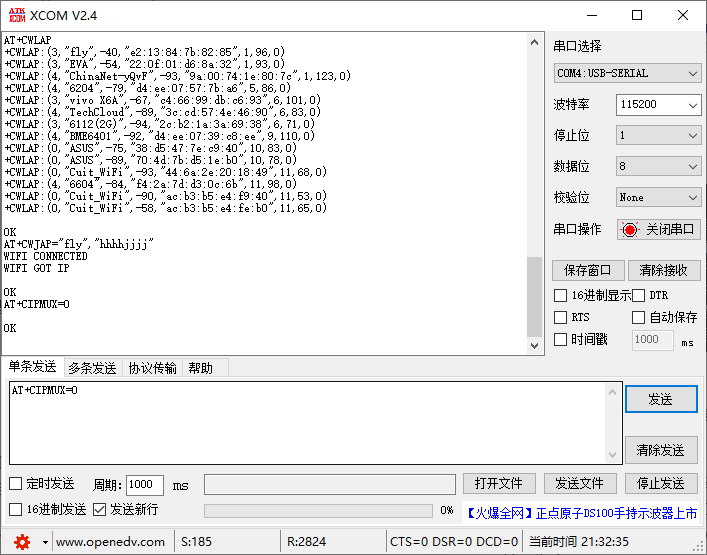 ATK XCOM XCOM V2.4
AT+CWLAP
+CWLAP:(3,"fly",-40,"e2:13:84:7b:82:85",1,96,0)
+CWLAP:(3,"EVA",-54,"22:0f:01:d6:8a:32",1,93,0)
+CWLAP:(4,"ChinaNet-yQvF",-93,"9a:00:74:1e:80:7c",1,123,0)
+CWLAP:(4,"6204",-79,"d4:ee:07:57:7b:a6",5,86,0)
+CWLAP:(3,"vivo X6A",-67,"c4:66:99:db:c6:93",6,101,0)
+CWLAP:(4,"TechCloud",-89,"3c:cd:57:4e:46:90",6,83,0)
+CWLAP:(3,"6112(2G)",-94,"2c:b2:1a:3a:69:38",6,71,0)
+CWLAP:(4,"BME6401",-92,"d4:ee:07:39:c8:ee",9,110,0)
+CWLAP:(0,"ASUS",-75,"38:d5:47:7e:c9:40",10,83,0)
+CWLAP:(0,"ASUS",-89,"70:4d:7b:d5:1e:b0",10,78,0)
+CWLAP:(0,"Cuit_WiFi",-93,"44:6a:2e:20:18:49",11,68,0)
+CWLAP:(4,"6604",-84,"f4:2a:7d:d3:0c:6b",11,98,0)
+CWLAP:(0,"Cuit_WiFi",-90,"ac:b3:b5:e4:f9:40",11,53,0)
+CWLAP:(0,"Cuit_WiFi",-58,"ac:b3:b5:e4:fe:b0",11,65,0)
OK
AT+CWJAP="fly","hhhhjjjj"
WIFI CONNECTED
WIFI GOT IP
OK
AT+CIPMUX=0
OK
串口选择
COM4:USB-SERIAL
波特率 115200
停止位 1
数据位 8
校验位 None
串口操作 关闭串口
保存窗口 清除接收
16进制显示 DTR
RTS 自动保存
时间戳 1000 ms
单条发送 多条发送 协议传输 帮助
AT+CIPMUX=0
发送
清除发送
定时发送 周期: 1000 ms 打开文件 发送文件 停止发送
16进制发送 发送新行 0% 【火爆全网】正点原子DS100手持示波器上市
www.openedv.com S:185 R:2824 CTS=0 DSR=0 DCD=0 当前时间 21:32:35